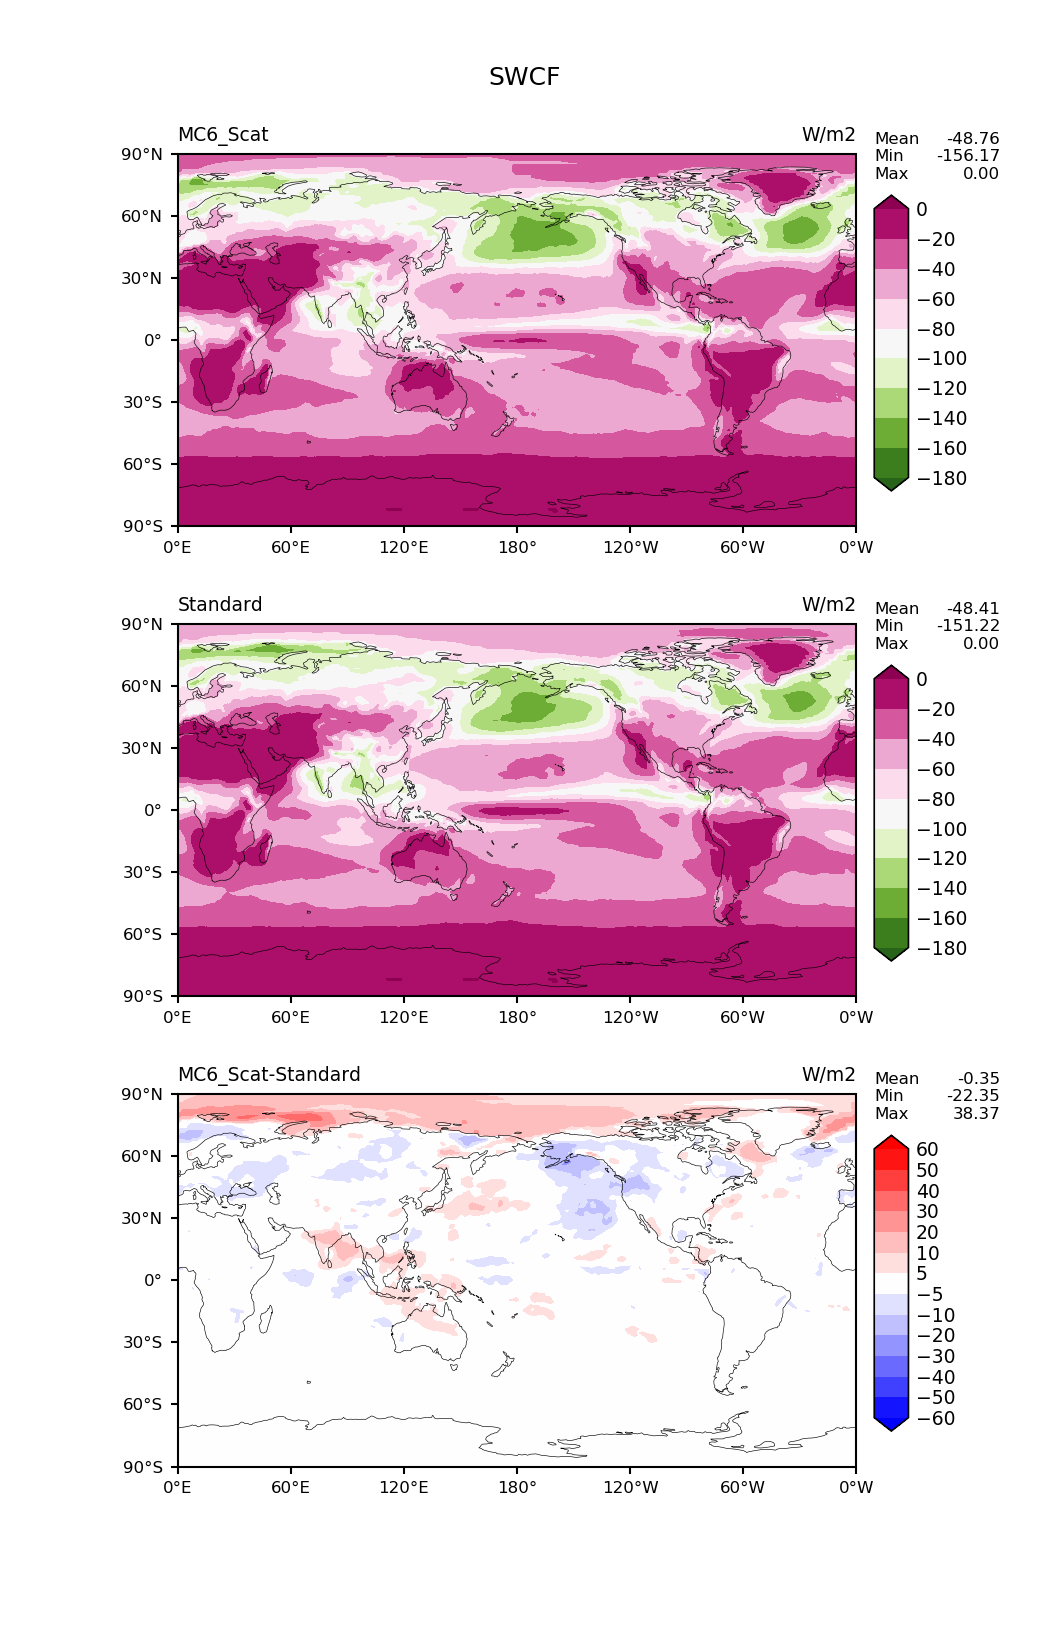 SWCF
MC6_Scat W/m2
Mean -48.76
Min -156.17
Max 0.00
90°N
60°N
30°N
0°
30°S
60°S
90°S
0°E 60°E 120°E 180° 120°W 60°W 0°W
0
−20
−40
−60
−80
−100
−120
−140
−160
−180
Standard W/m2
Mean -48.41
Min -151.22
Max 0.00
90°N
60°N
30°N
0°
30°S
60°S
90°S
0°E 60°E 120°E 180° 120°W 60°W 0°W
0
−20
−40
−60
−80
−100
−120
−140
−160
−180
MC6_Scat-Standard W/m2
Mean -0.35
Min -22.35
Max 38.37
90°N
60°N
30°N
0°
30°S
60°S
90°S
0°E 60°E 120°E 180° 120°W 60°W 0°W
60
50
40
30
20
10
5
−5
−10
−20
−30
−40
−50
−60